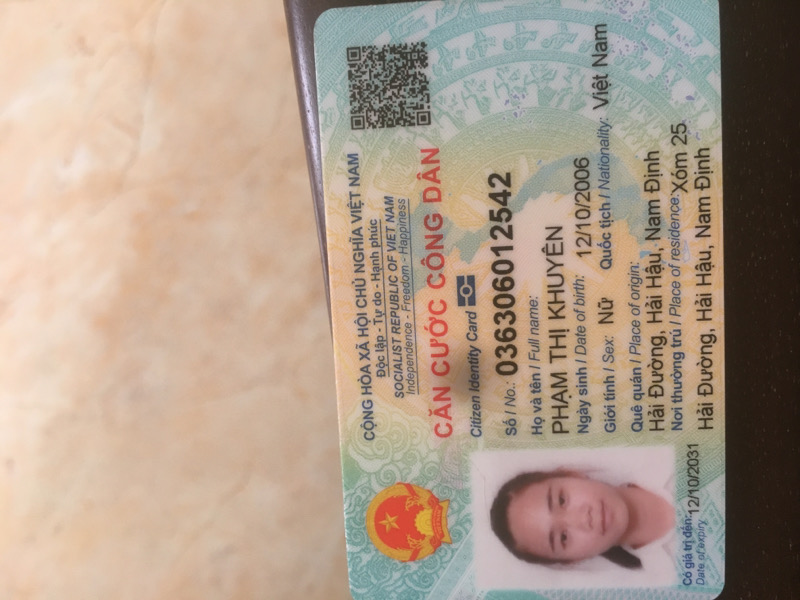 CỘNG HÒA XÃ HỘI CHỦ NGHĨA VIỆT NAM
Độc lập - Tự do - Hạnh phúc
SOCIALIST REPUBLIC OF VIET NAM
Independence - Freedom - Happiness
CĂN CƯỚC CÔNG DÂN
Citizen Identity Card
Số / No.: 036306012542
Họ và tên / Full name:
PHẠM THỊ KHUYÊN
Ngày sinh / Date of birth: 12/10/2006
Giới tính / Sex: Nữ Quốc tịch / Nationality: Việt Nam
Quê quán / Place of origin:
Hải Đường, Hải Hậu, Nam Định
Nơi thường trú / Place of residence: Xóm 25
Hải Đường, Hải Hậu, Nam Định
Có giá trị đến: 12/10/2031
Date of expiry